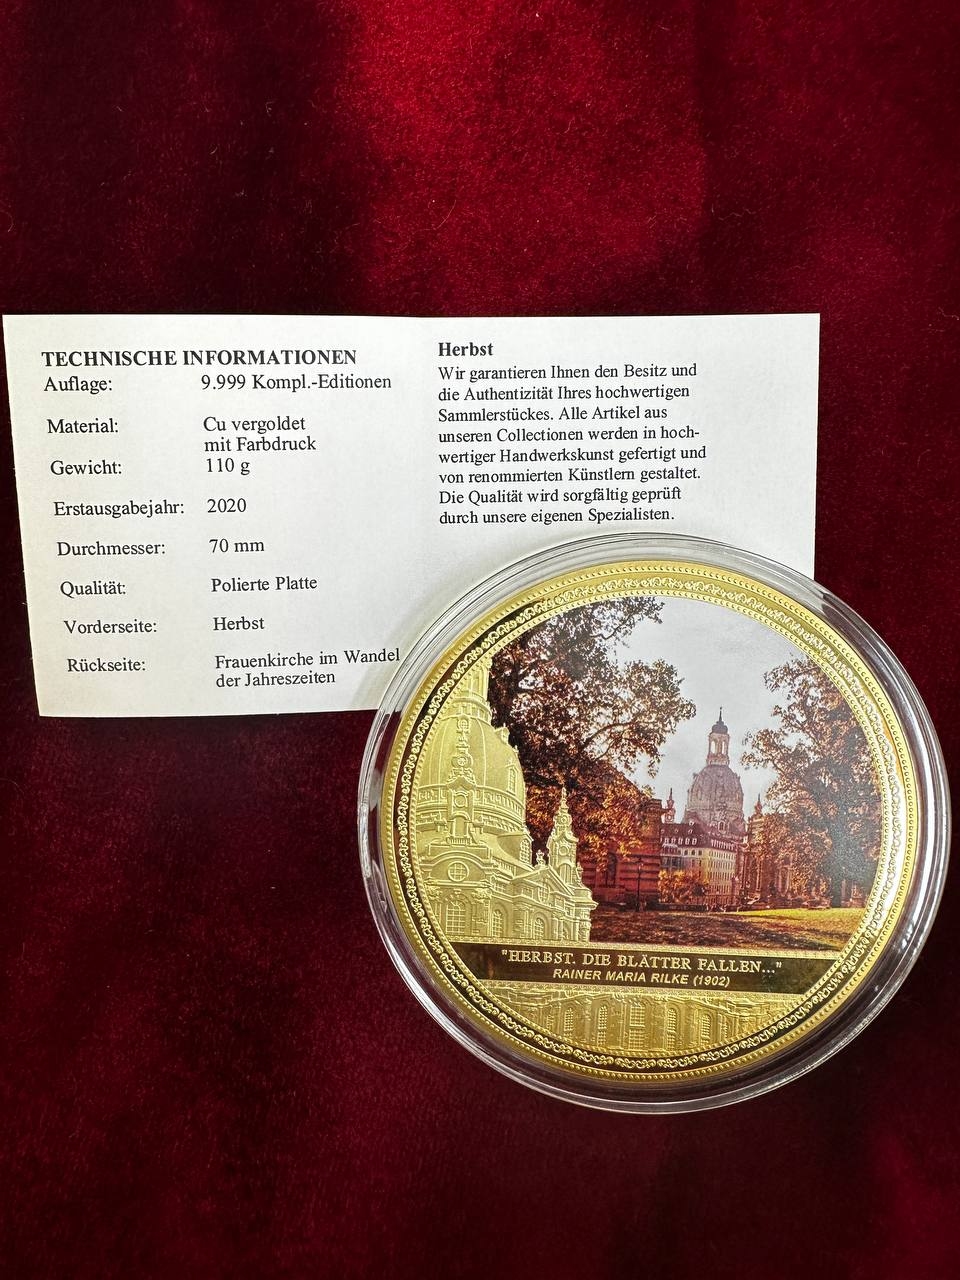 TECHNISCHE INFORMATIONEN
Auflage: 9.999 Kompl.-Editionen
Material: Cu vergoldet
mit Farbdruck
Gewicht: 110 g
Erstausgabejahr: 2020
Durchmesser: 70 mm
Qualität: Polierte Platte
Vorderseite: Herbst
Rückseite: Frauenkirche im Wandel
der Jahreszeiten
Herbst
Wir garantieren Ihnen den Besitz und
die Authentizität Ihres hochwertigen
Sammlerstückes. Alle Artikel aus
unseren Collectionen werden in hoch-
wertiger Handwerkskunst gefertigt und
von renommierten Künstlern gestaltet.
Die Qualität wird sorgfältig geprüft
durch unsere eigenen Spezialisten.
"HERBST. DIE BLÄTTER FALLEN..."
RAINER MARIA RILKE (1902)